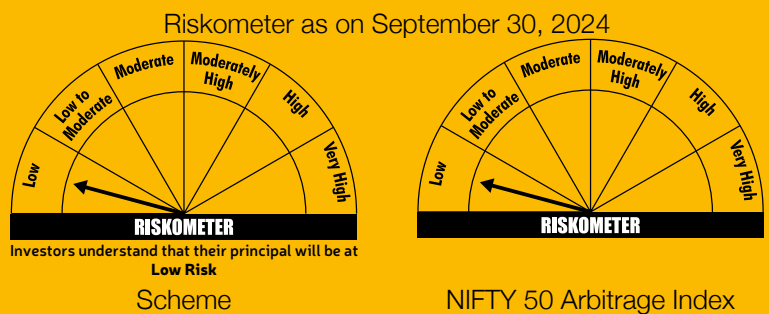 Riskometer as on September 30, 2024
Low
Low to
Moderate
Moderate
Moderately
High
High
Very High
RISKOMETER
Investors understand that their principal will be at
Low Risk
Scheme
Low
Low to
Moderate
Moderate
Moderately
High
High
Very High
RISKOMETER
NIFTY 50 Arbitrage Index